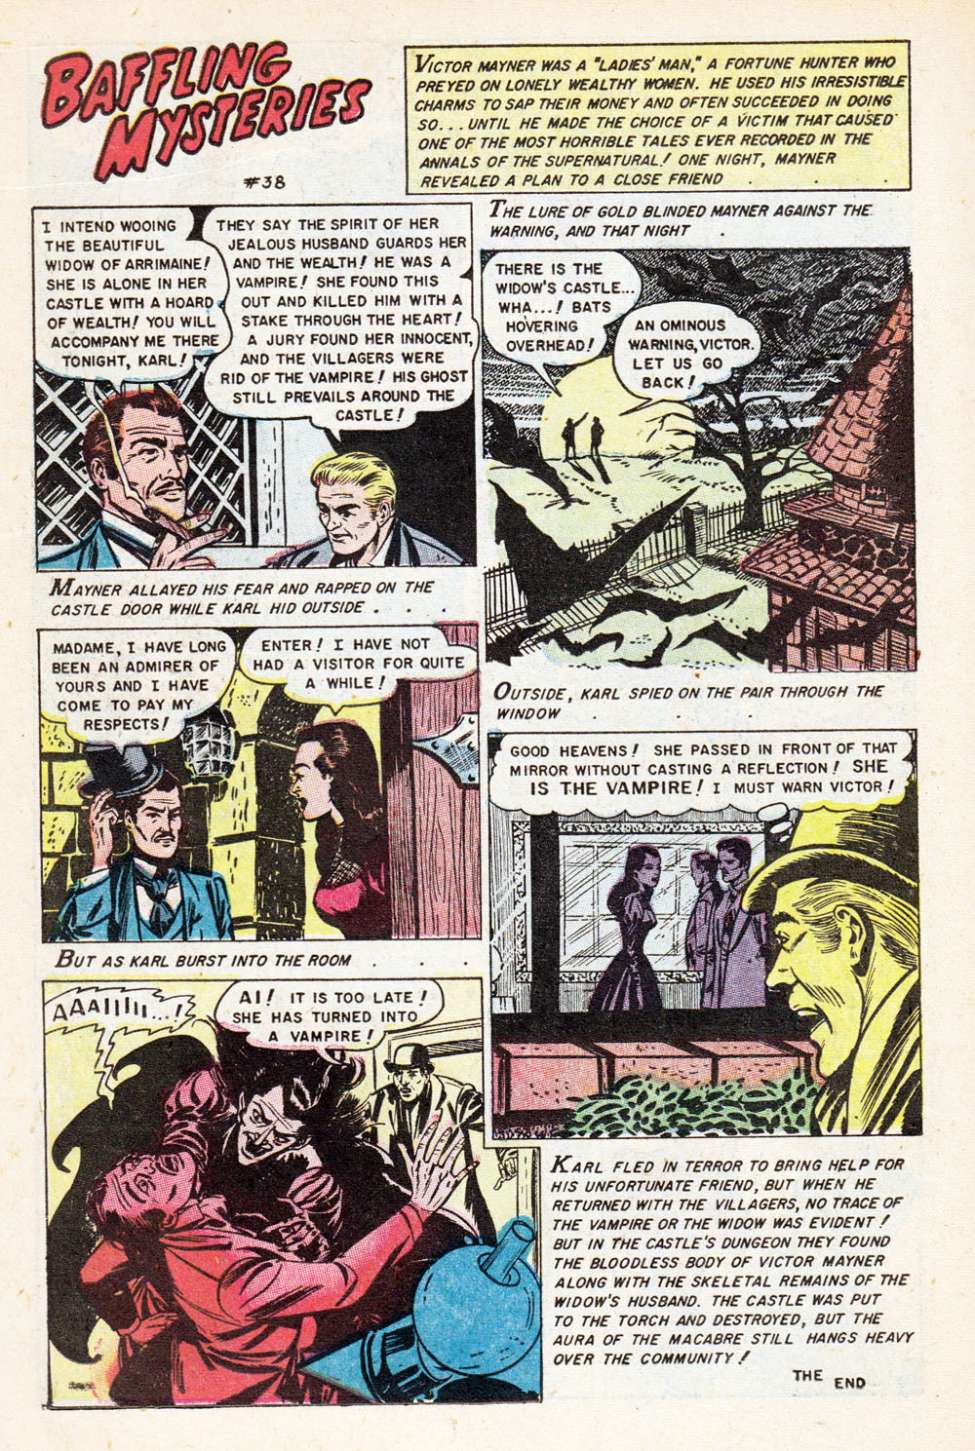 BAFFLING
MYSTERIES
#38
VICTOR MAYNER WAS A "LADIES' MAN," A FORTUNE HUNTER WHO
PREYED ON LONELY WEALTHY WOMEN. HE USED HIS IRRESISTIBLE
CHARMS TO SAP THEIR MONEY AND OFTEN SUCCEEDED IN DOING
SO... UNTIL HE MADE THE CHOICE OF A VICTIM THAT CAUSED
ONE OF THE MOST HORRIBLE TALES EVER RECORDED IN THE
ANNALS OF THE SUPERNATURAL! ONE NIGHT, MAYNER
REVEALED A PLAN TO A CLOSE FRIEND . . .
I INTEND WOOING
THE BEAUTIFUL
WIDOW OF ARRIMAINE!
SHE IS ALONE IN HER
CASTLE WITH A HOARD
OF WEALTH! YOU WILL
ACCOMPANY ME THERE
TONIGHT, KARL!
THEY SAY THE SPIRIT OF HER
JEALOUS HUSBAND GUARDS HER
AND THE WEALTH! HE WAS A
VAMPIRE! SHE FOUND THIS
OUT AND KILLED HIM WITH A
STAKE THROUGH THE HEART!
A JURY FOUND HER INNOCENT,
AND THE VILLAGERS WERE
RID OF THE VAMPIRE! HIS GHOST
STILL PREVAILS AROUND THE
CASTLE!
THE LURE OF GOLD BLINDED MAYNER AGAINST THE
WARNING, AND THAT NIGHT .
THERE IS THE
WIDOW'S CASTLE...
WHA...! BATS
HOVERING
OVERHEAD!
AN OMINOUS
WARNING, VICTOR.
LET US GO
BACK!
MAYNER ALLAYED HIS FEAR AND RAPPED ON THE
CASTLE DOOR WHILE KARL HID OUTSIDE . . .
MADAME, I HAVE LONG
BEEN AN ADMIRER OF
YOURS AND I HAVE
COME TO PAY MY
RESPECTS!
ENTER! I HAVE NOT
HAD A VISITOR FOR QUITE
A WHILE!
OUTSIDE, KARL SPIED ON THE PAIR THROUGH THE
WINDOW . . .
GOOD HEAVENS! SHE PASSED IN FRONT OF THAT
MIRROR WITHOUT CASTING A REFLECTION! SHE
IS THE VAMPIRE! I MUST WARN VICTOR!
BUT AS KARL BURST INTO THE ROOM . . .
AAAIIIII...!
AI! IT IS TOO LATE!
SHE HAS TURNED INTO
A VAMPIRE!
KARL FLED IN TERROR TO BRING HELP FOR
HIS UNFORTUNATE FRIEND, BUT WHEN HE
RETURNED WITH THE VILLAGERS, NO TRACE OF
THE VAMPIRE OR THE WIDOW WAS EVIDENT!
BUT IN THE CASTLE'S DUNGEON THEY FOUND
THE BLOODLESS BODY OF VICTOR MAYNER
ALONG WITH THE SKELETAL REMAINS OF THE
WIDOW'S HUSBAND. THE CASTLE WAS PUT
TO THE TORCH AND DESTROYED, BUT THE
AURA OF THE MACABRE STILL HANGS HEAVY
OVER THE COMMUNITY!
THE END